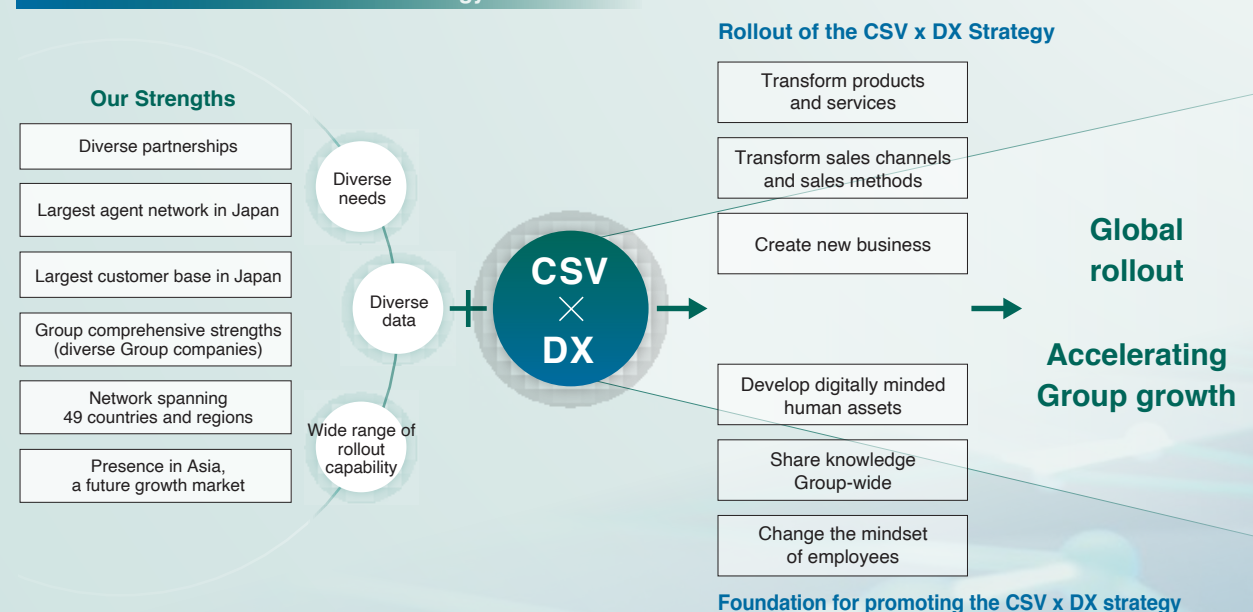 Our Strengths
Diverse partnerships
Largest agent network in Japan
Largest customer base in Japan
Group comprehensive strengths
(diverse Group companies)
Network spanning
49 countries and regions
Presence in Asia,
a future growth market
Diverse
needs
Diverse
data
Wide range of
rollout
capability
+
CSV
×
DX
Rollout of the CSV x DX Strategy
Transform products
and services
Transform sales channels
and sales methods
Create new business
Develop digitally minded
human assets
Share knowledge
Group-wide
Change the mindset
of employees
Foundation for promoting the CSV x DX strategy
Global
rollout
Accelerating
Group growth